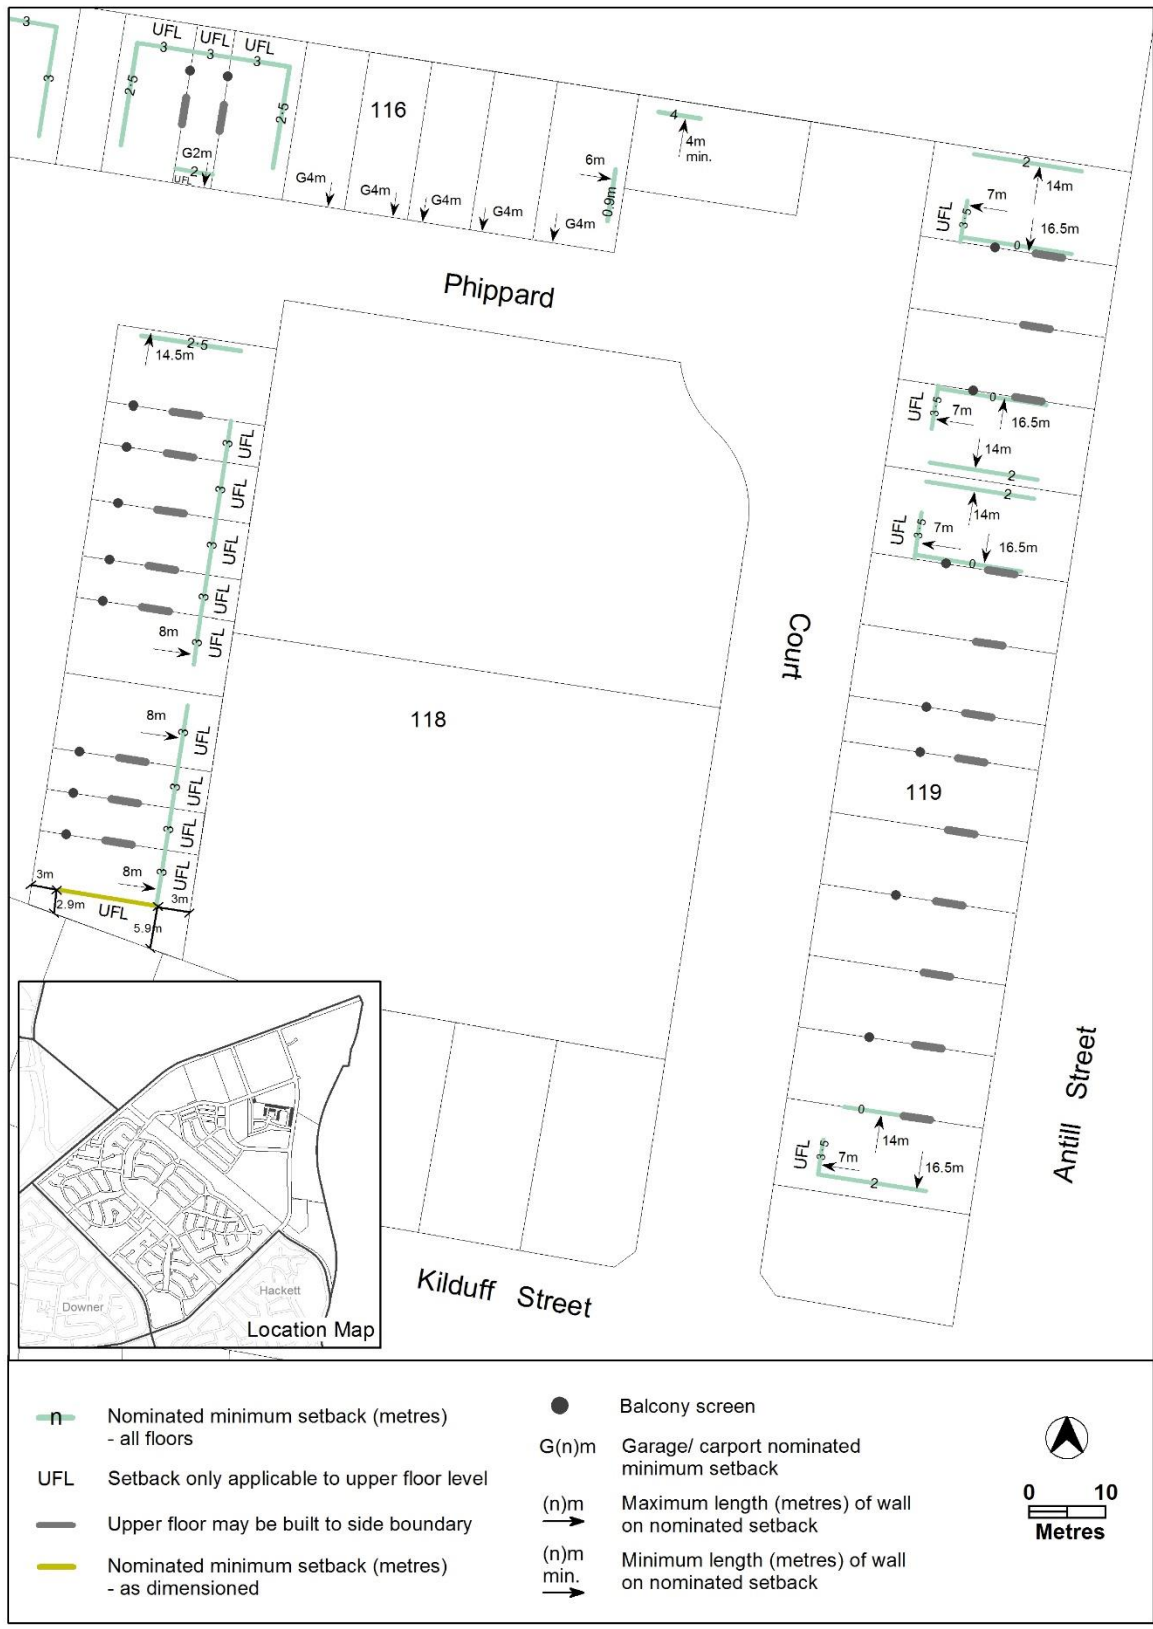 3
3
UFL
UFL
UFL
3
3
3
2·5
2·5
116
G2m
2
UFL
G4m
G4m
G4m
G4m
G4m
6m
0.9m
4
4m
min.
2
14m
7m
UFL
3·5
16.5m
0
Phippard
2·5
14.5m
3
UFL
3
UFL
3
UFL
3
UFL
8m
3
UFL
0
UFL
3·5
7m
16.5m
14m
2
2
14m
UFL
3·5
7m
16.5m
0
Court
118
8m
3
UFL
3
UFL
3
UFL
8m
3
UFL
3m
2.9m
UFL
3m
5.9m
119
0
14m
UFL
3·5
7m
16.5m
2
Antill Street
Kilduff Street
Downer
Hackett
Location Map
n
Nominated minimum setback (metres)
- all floors
UFL
Setback only applicable to upper floor level
Upper floor may be built to side boundary
Nominated minimum setback (metres)
- as dimensioned
Balcony screen
G(n)m
Garage/ carport nominated
minimum setback
(n)m
Maximum length (metres) of wall
on nominated setback
(n)m
min.
Minimum length (metres) of wall
on nominated setback
0 10
Metres